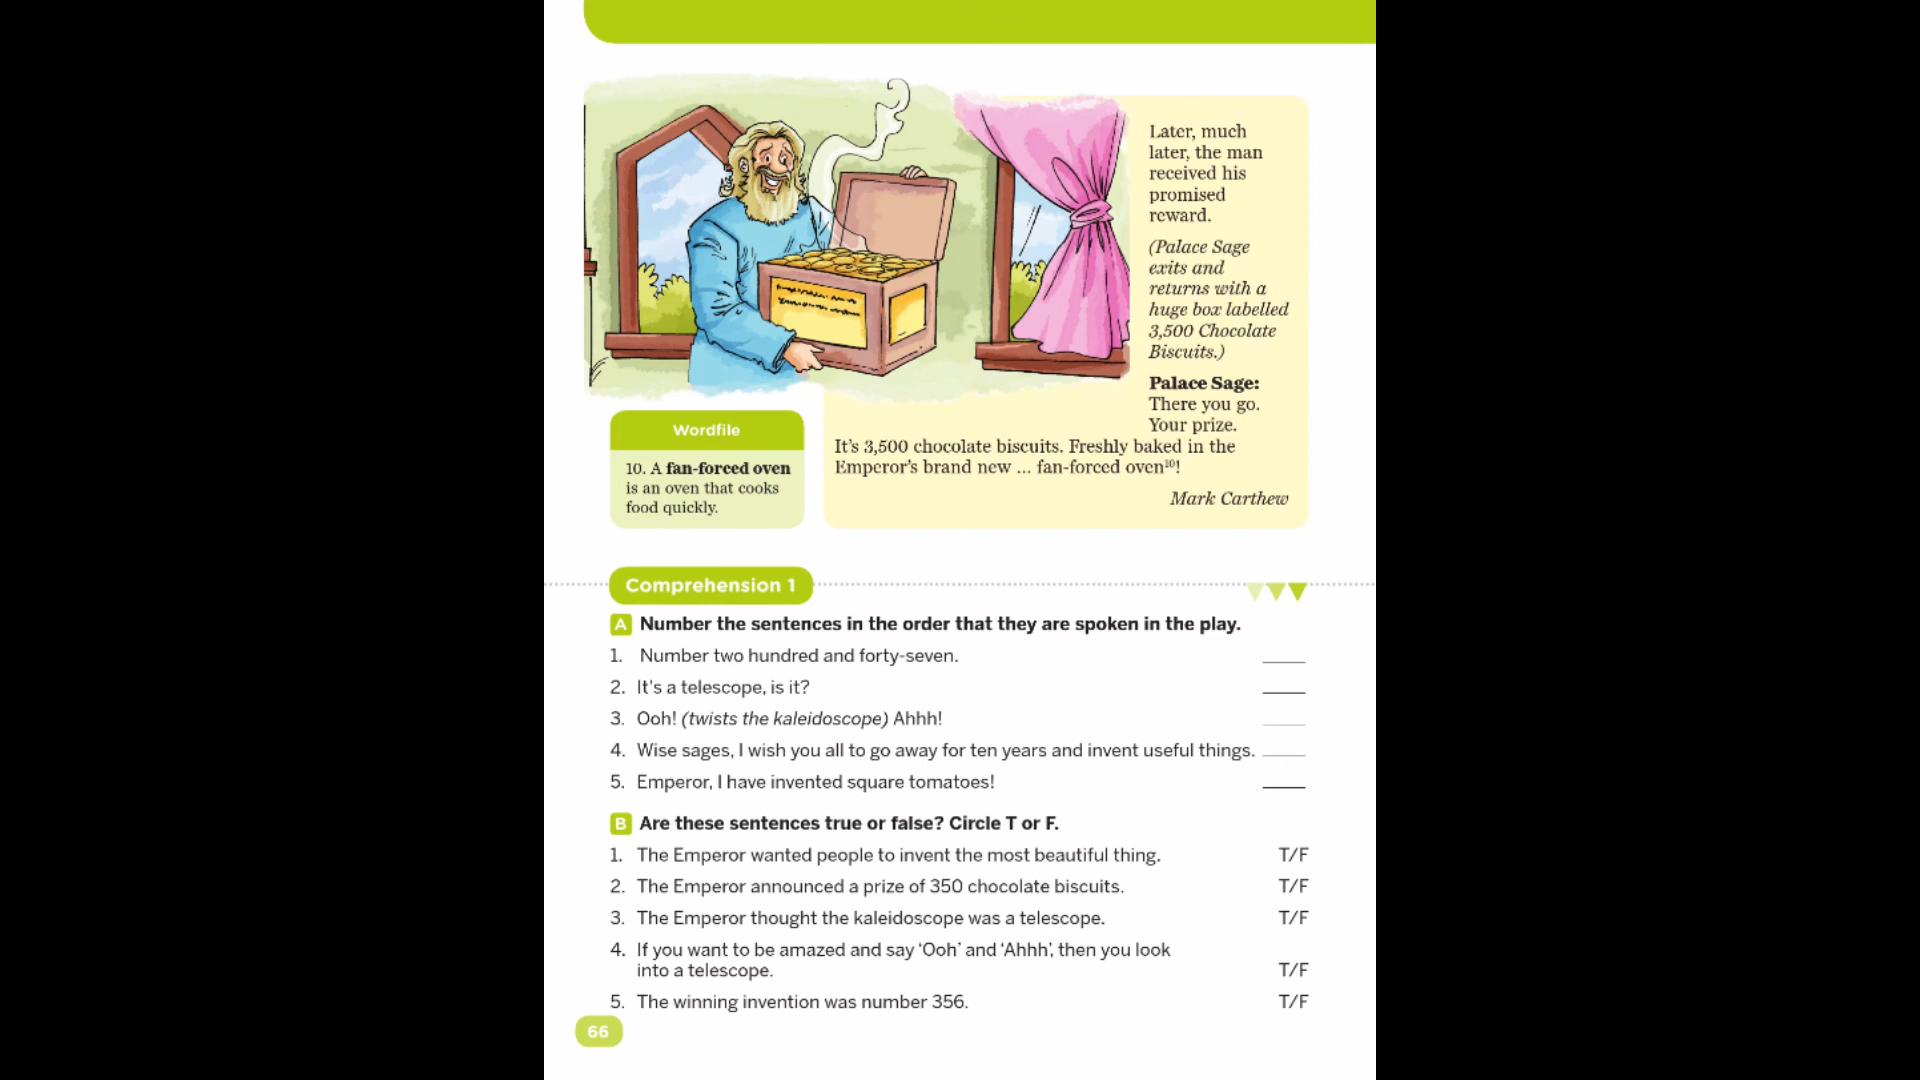 Later, much
later, the man
received his
promised
reward.
(Palace Sage
exits and
returns with a
huge box labelled
3,500 Chocolate
Biscuits.)
Palace Sage:
There you go.
Your prize.
It's 3,500 chocolate biscuits. Freshly baked in the
Emperor's brand new ... fan-forced oven¹⁰!
Mark Carthew
Wordfile
10. A fan-forced oven
is an oven that cooks
food quickly.
Comprehension 1
A Number the sentences in the order that they are spoken in the play.
1. Number two hundred and forty-seven. ____
2. It's a telescope, is it? ____
3. Ooh! (twists the kaleidoscope) Ahhh! ____
4. Wise sages, I wish you all to go away for ten years and invent useful things. ____
5. Emperor, I have invented square tomatoes! ____
B Are these sentences true or false? Circle T or F.
1. The Emperor wanted people to invent the most beautiful thing. T/F
2. The Emperor announced a prize of 350 chocolate biscuits. T/F
3. The Emperor thought the kaleidoscope was a telescope. T/F
4. If you want to be amazed and say ‘Ooh’ and ‘Ahhh’, then you look
into a telescope. T/F
5. The winning invention was number 356. T/F
66